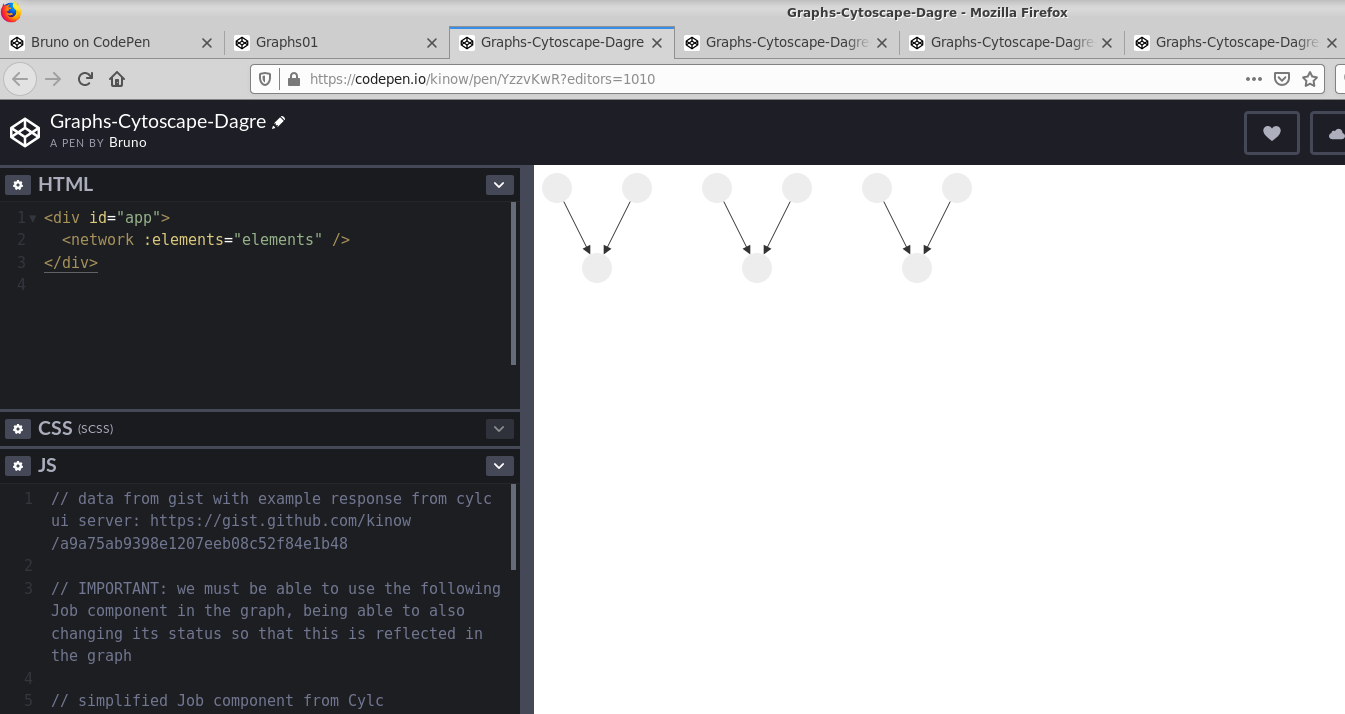 Graphs-Cytoscape-Dagre - Mozilla Firefox
Bruno on CodePen
Graphs01
Graphs-Cytoscape-Dagre
Graphs-Cytoscape-Dagre
Graphs-Cytoscape-Dagre
Graphs-Cytoscape-Dagre
https://codepen.io/kinow/pen/YzzvKwR?editors=1010
Graphs-Cytoscape-Dagre
A PEN BY Bruno
HTML
1 <div id="app">
2 <network :elements="elements" />
3 </div>
4
CSS (SCSS)
JS
1 // data from gist with example response from cylc
ui server: https://gist.github.com/kinow
/a9a75ab9398e1207eeb08c52f84e1b48
2
3 // IMPORTANT: we must be able to use the following
Job component in the graph, being able to also
changing its status so that this is reflected in
the graph
4
5 // simplified Job component from Cylc